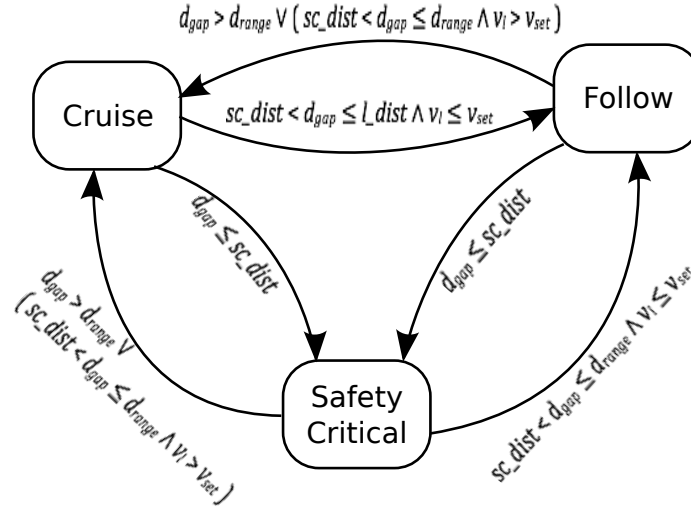 d_gap > d_range ∨ ( sc_dist < d_gap ≤ d_range ∧ v_l > v_set )
Cruise
Follow
sc_dist < d_gap ≤ l_dist ∧ v_l ≤ v_set
d_gap ≤ sc_dist
d_gap ≤ sc_dist
d_gap > d_range ∨
( sc_dist < d_gap ≤ d_range ∧ v_l > v_set )
sc_dist < d_gap ≤ d_range ∧ v_l ≤ v_set
Safety
Critical